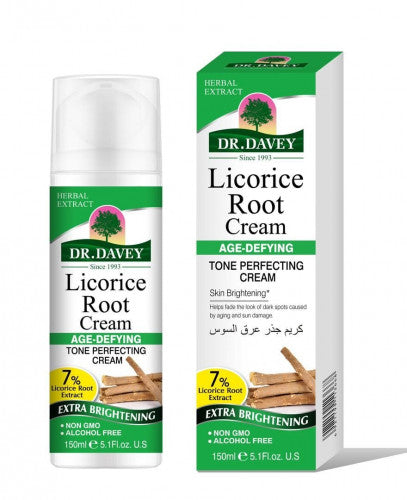 HERBAL
EXTRACT
DR.DAVEY
Since 1993
Licorice
Root
Cream
AGE-DEFYING
TONE PERFECTING
CREAM
7%
Licorice Root
Extract
EXTRA BRIGHTENING
• NON GMO
• ALCOHOL FREE
150ml ℮ 5.1Fl.oz. U.S
HERBAL
EXTRACT
DR.DAVEY
Since 1993
Licorice
Root
Cream
AGE-DEFYING
TONE PERFECTING
CREAM
Skin Brightening*
Helps fade the look of dark spots caused
by aging and sun damage.
كريم جذر عرق السوس
7%
Licorice Root
Extract
EXTRA BRIGHTENING
• NON GMO
• ALCOHOL FREE
150ml ℮ 5.1Fl.oz. U.S